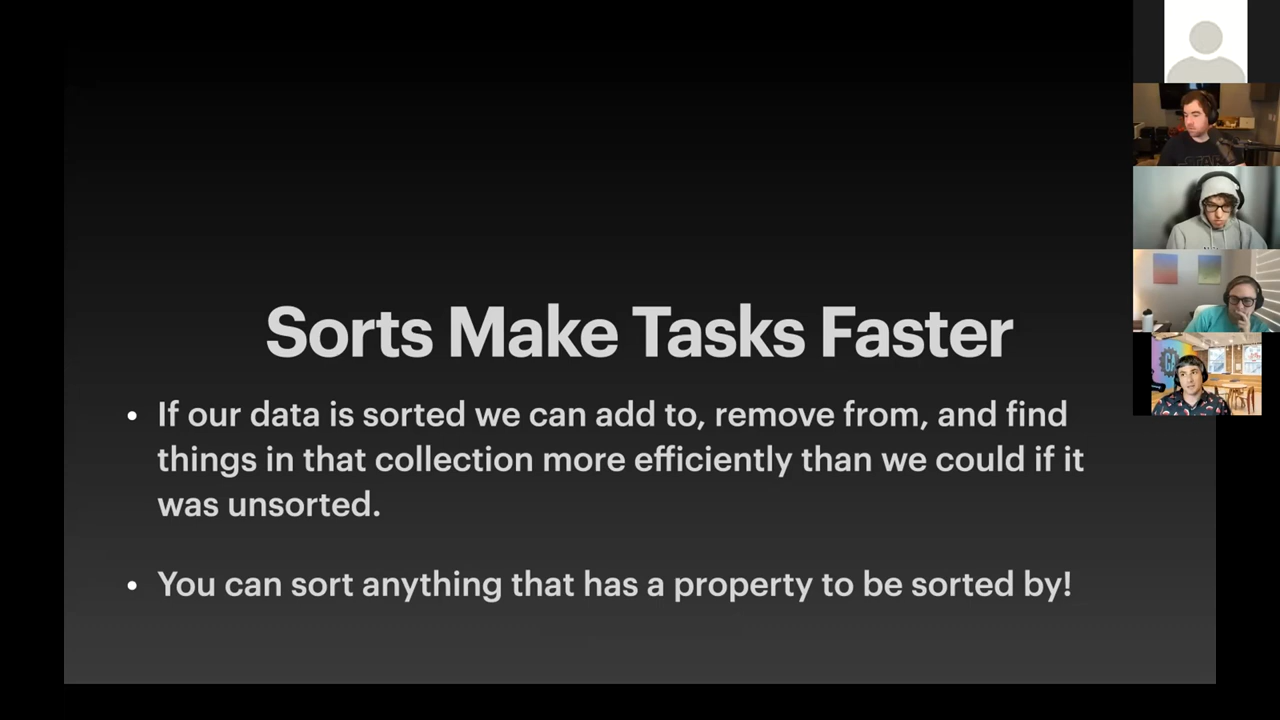 Sorts Make Tasks Faster
• If our data is sorted we can add to, remove from, and find
things in that collection more efficiently than we could if it
was unsorted.
• You can sort anything that has a property to be sorted by!
GA